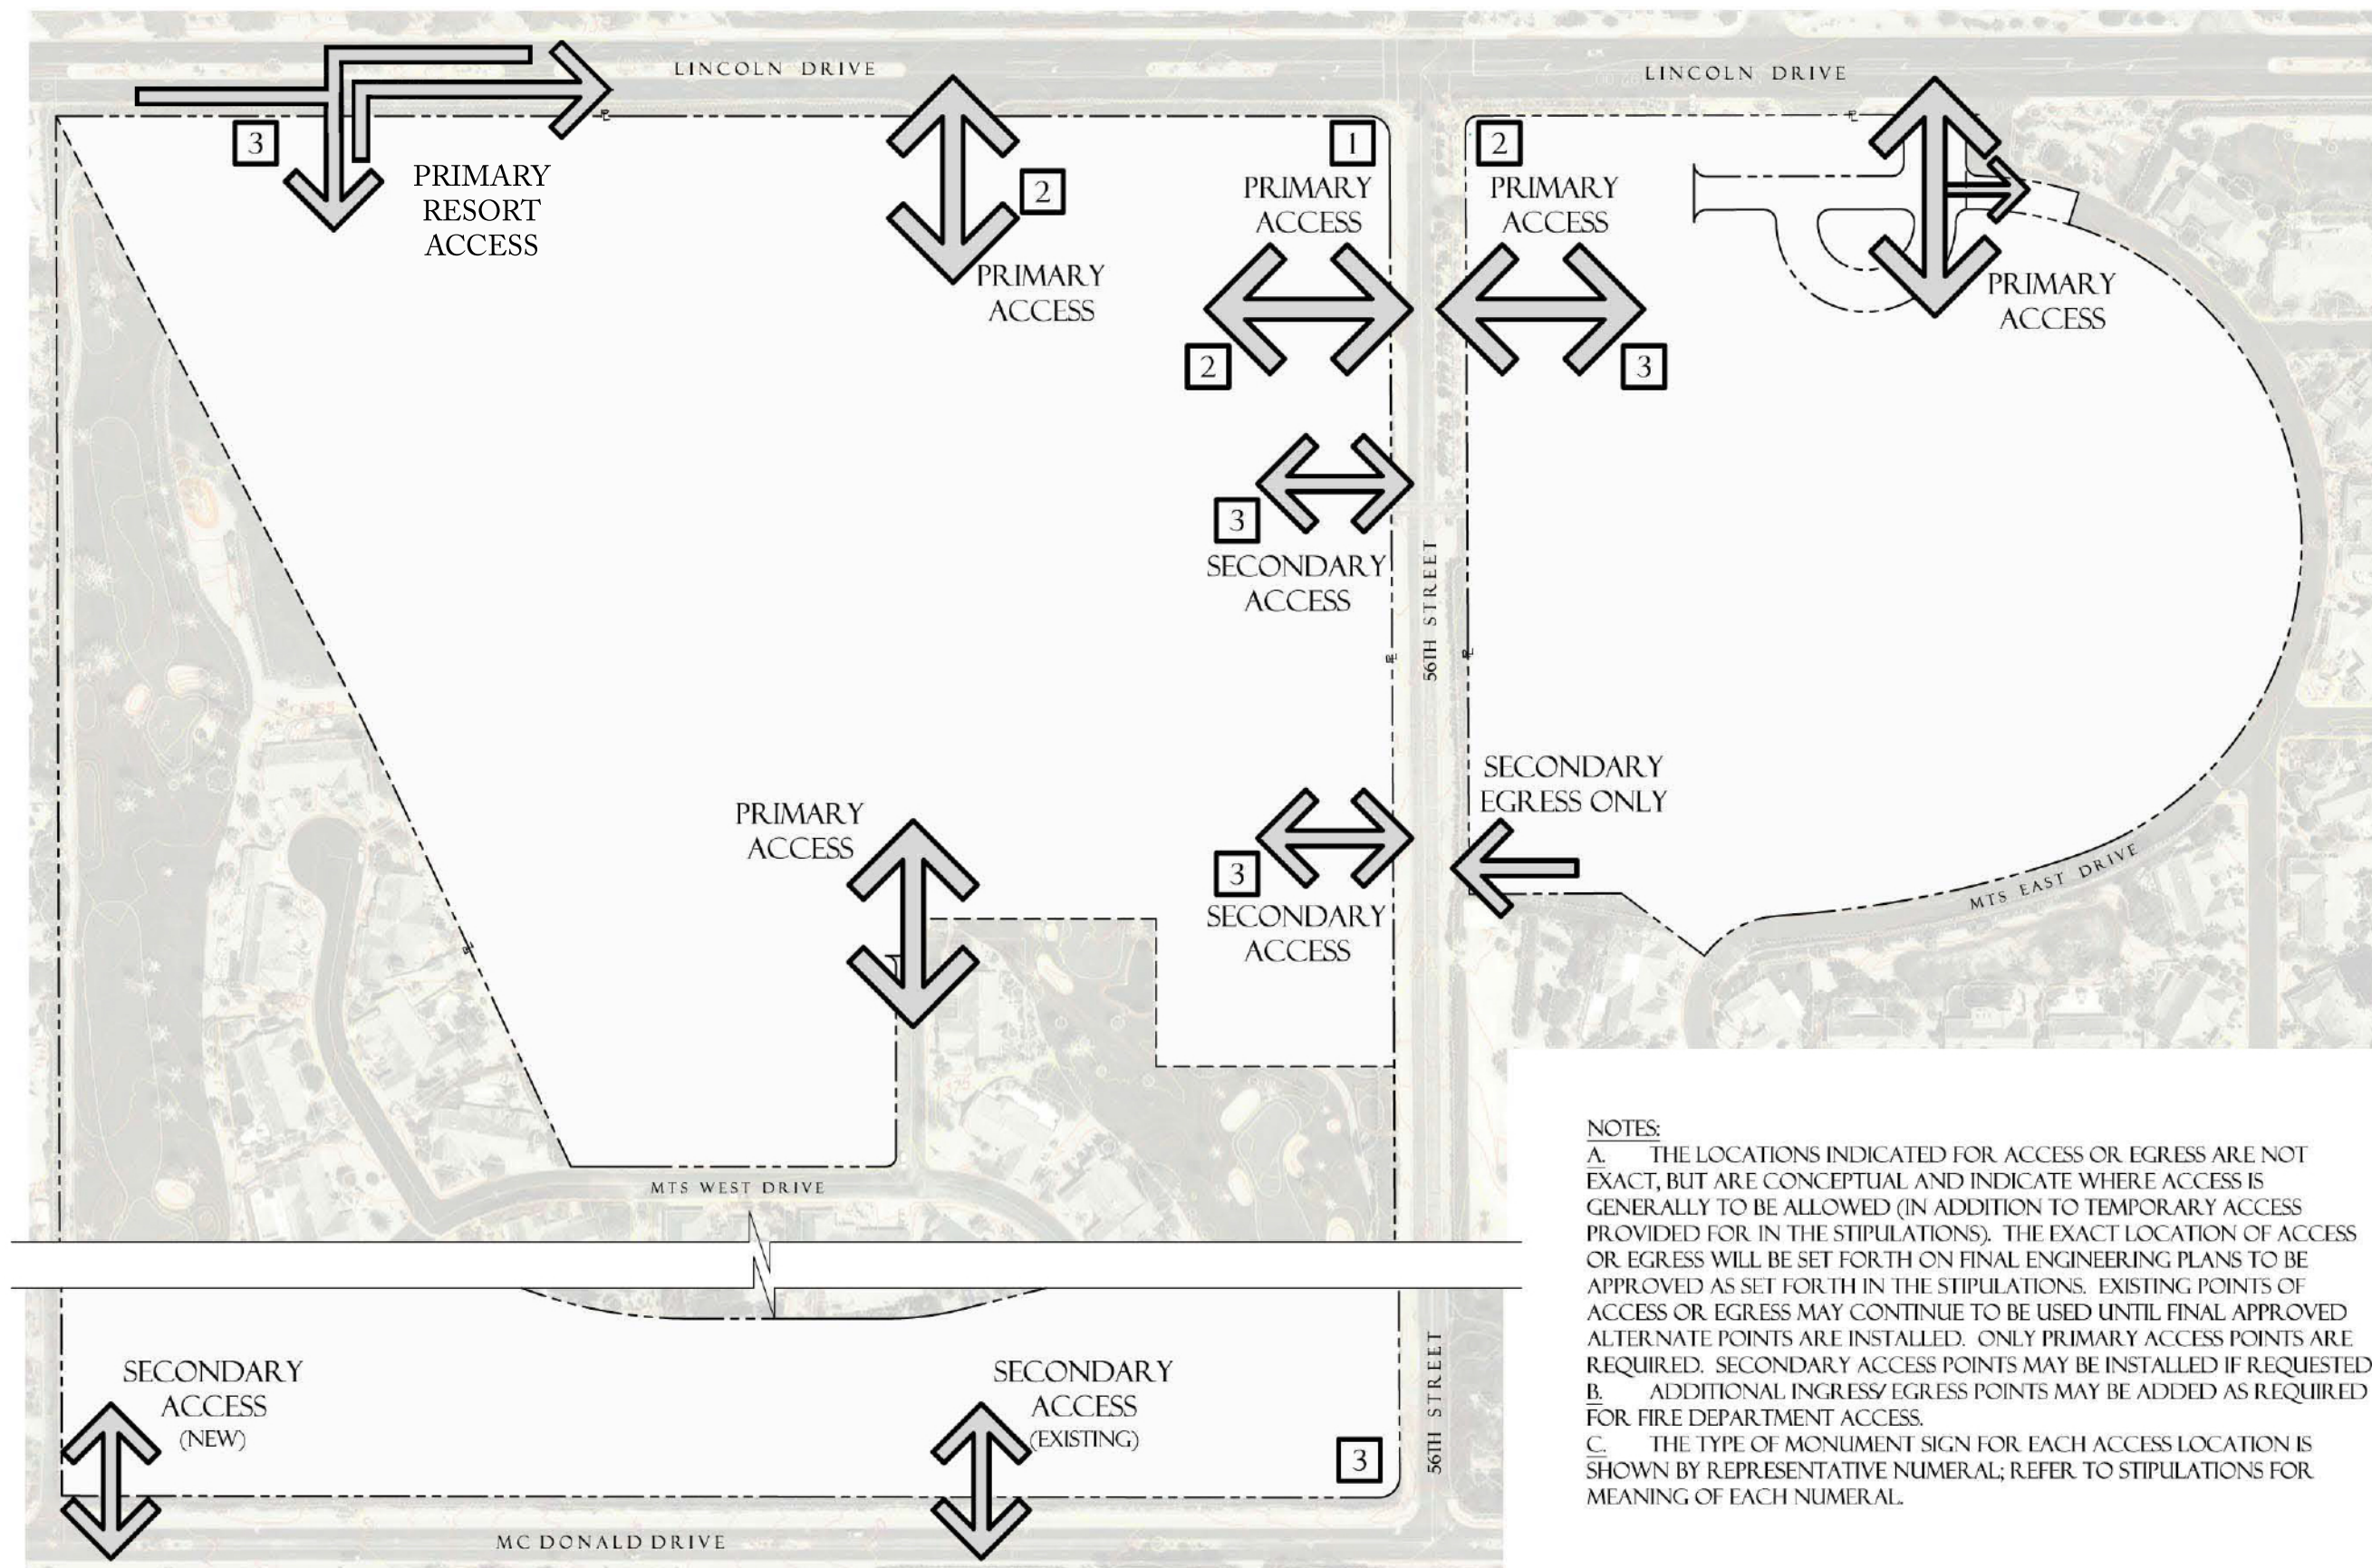 LINCOLN DRIVE
LINCOLN DRIVE
3
PRIMARY
RESORT
ACCESS
2
PRIMARY
ACCESS
1
PRIMARY
ACCESS
2
2
PRIMARY
ACCESS
3
PRIMARY
ACCESS
3
SECONDARY
ACCESS
56TH STREET
PRIMARY
ACCESS
3
SECONDARY
ACCESS
SECONDARY
EGRESS ONLY
MTS EAST DRIVE
MTS WEST DRIVE
SECONDARY
ACCESS
(NEW)
SECONDARY
ACCESS
(EXISTING)
3
56TH STREET
MC DONALD DRIVE
NOTES:
A. THE LOCATIONS INDICATED FOR ACCESS OR EGRESS ARE NOT
EXACT, BUT ARE CONCEPTUAL AND INDICATE WHERE ACCESS IS
GENERALLY TO BE ALLOWED (IN ADDITION TO TEMPORARY ACCESS
PROVIDED FOR IN THE STIPULATIONS). THE EXACT LOCATION OF ACCESS
OR EGRESS WILL BE SET FORTH ON FINAL ENGINEERING PLANS TO BE
APPROVED AS SET FORTH IN THE STIPULATIONS. EXISTING POINTS OF
ACCESS OR EGRESS MAY CONTINUE TO BE USED UNTIL FINAL APPROVED
ALTERNATE POINTS ARE INSTALLED. ONLY PRIMARY ACCESS POINTS ARE
REQUIRED. SECONDARY ACCESS POINTS MAY BE INSTALLED IF REQUESTED
B. ADDITIONAL INGRESS/ EGRESS POINTS MAY BE ADDED AS REQUIRED
FOR FIRE DEPARTMENT ACCESS.
C. THE TYPE OF MONUMENT SIGN FOR EACH ACCESS LOCATION IS
SHOWN BY REPRESENTATIVE NUMERAL; REFER TO STIPULATIONS FOR
MEANING OF EACH NUMERAL.